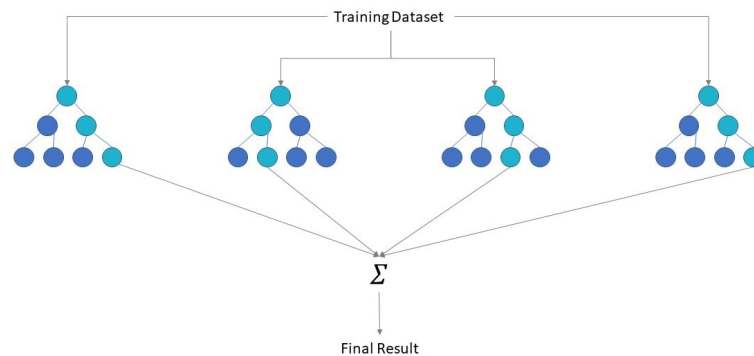 Training Dataset
Σ
Final Result